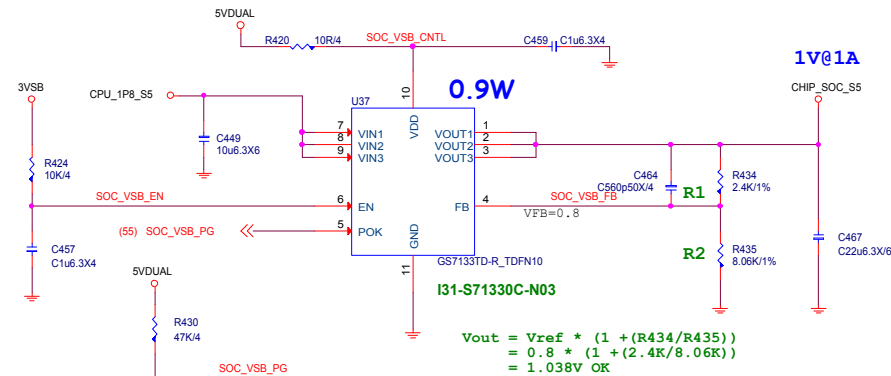 5VDUAL
R420
10R/4
SOC_VSB_CNTL
C459
C1u6.3X4
1V@1A
3VSB
CPU_1P8_S5
0.9W
CHIP_SOC_S5
U37
10
VDD
7
VIN1
8
VIN2
9
VIN3
VOUT1
1
VOUT2
2
VOUT3
3
C449
10u6.3X6
R424
10K/4
C464
C560p50X/4
R1
R434
2.4K/1%
SOC_VSB_EN
6
EN
FB
4
SOC_VSB_FB
VFB=0.8
(55) SOC_VSB_PG
5
POK
GND
11
C457
C1u6.3X4
R2
R435
8.06K/1%
C467
C22u6.3X/6
GS7133TD-R_TDFN10
I31-S71330C-N03
5VDUAL
R430
47K/4
SOC_VSB_PG
Vout = Vref * (1 +(R434/R435))
= 0.8 * (1 +(2.4K/8.06K))
= 1.038V OK